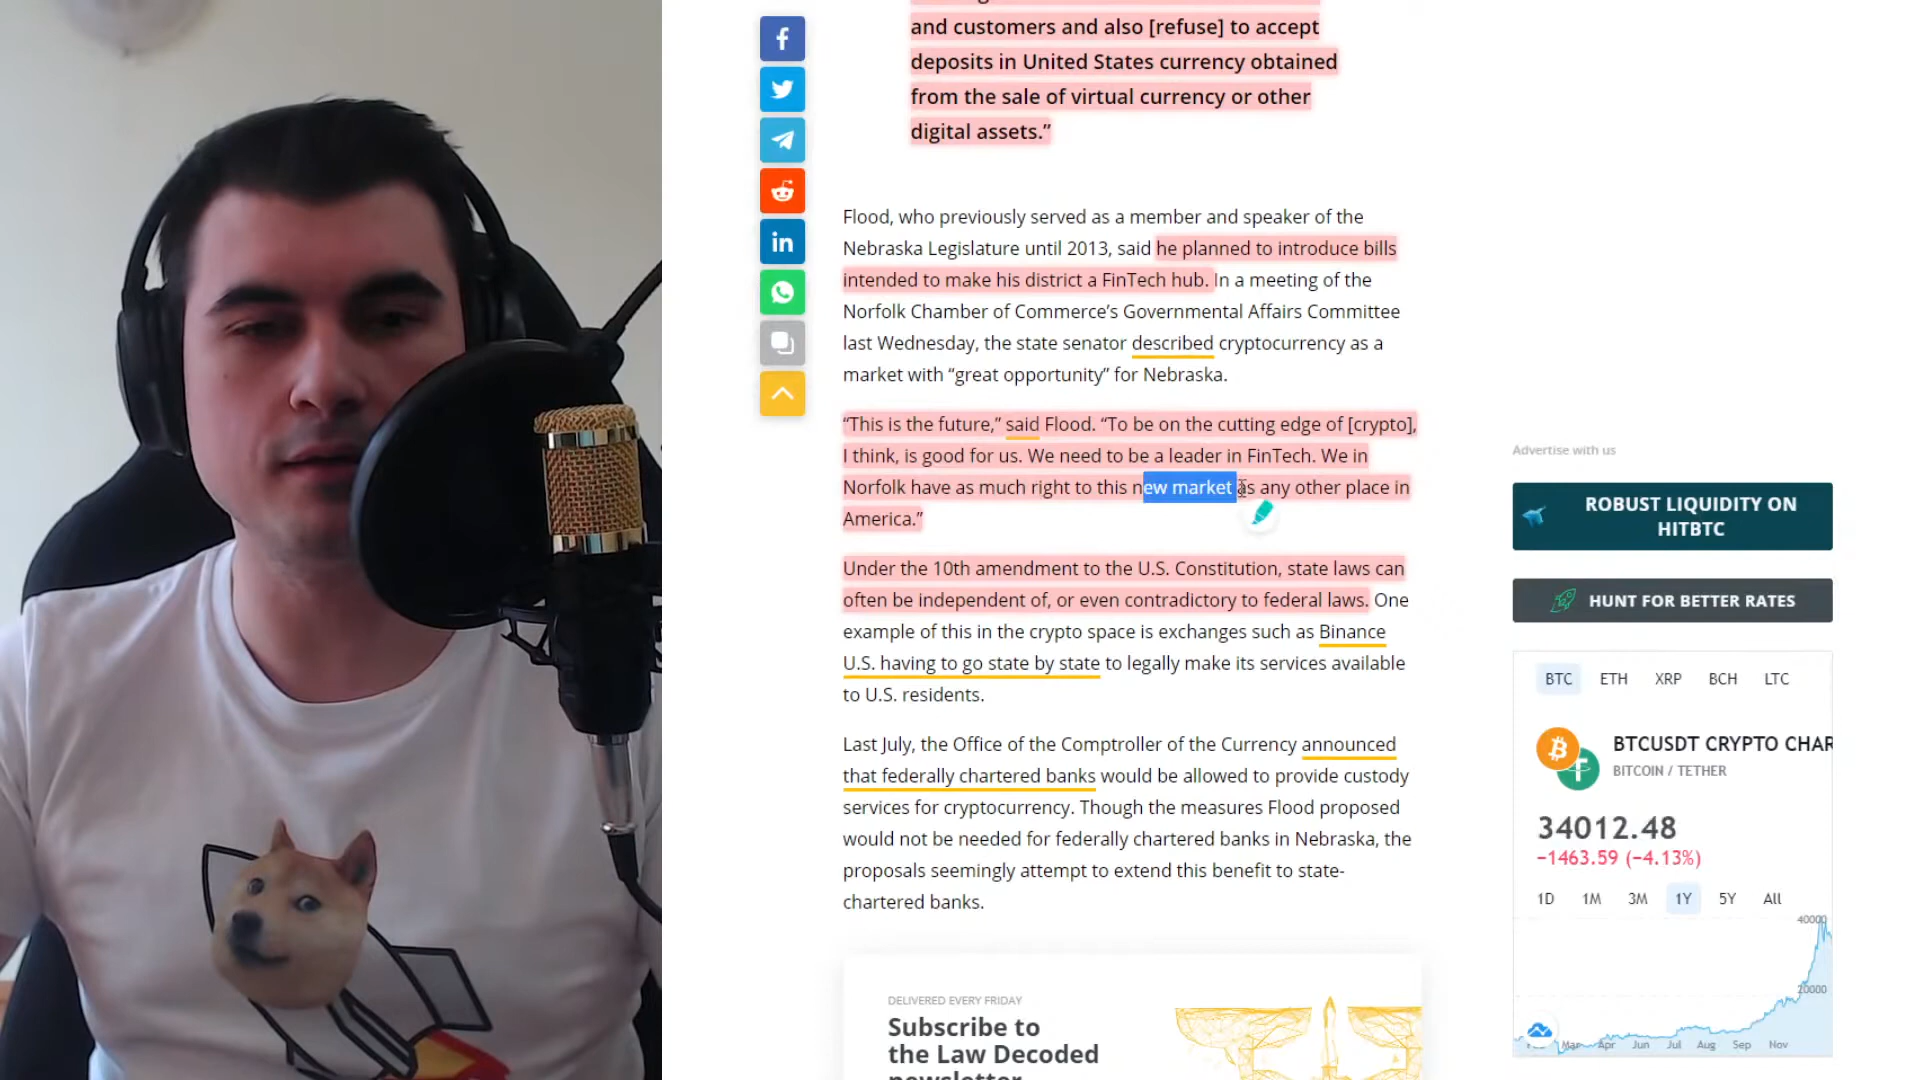 and customers and also [refuse] to accept
deposits in United States currency obtained
from the sale of virtual currency or other
digital assets.”
Flood, who previously served as a member and speaker of the
Nebraska Legislature until 2013, said he planned to introduce bills
intended to make his district a FinTech hub. In a meeting of the
Norfolk Chamber of Commerce’s Governmental Affairs Committee
last Wednesday, the state senator described cryptocurrency as a
market with “great opportunity” for Nebraska.
“This is the future,” said Flood. “To be on the cutting edge of [crypto],
I think, is good for us. We need to be a leader in FinTech. We in
Norfolk have as much right to this new market as any other place in
America.”
Under the 10th amendment to the U.S. Constitution, state laws can
often be independent of, or even contradictory to federal laws. One
example of this in the crypto space is exchanges such as Binance
U.S. having to go state by state to legally make its services available
to U.S. residents.
Last July, the Office of the Comptroller of the Currency announced
that federally chartered banks would be allowed to provide custody
services for cryptocurrency. Though the measures Flood proposed
would not be needed for federally chartered banks in Nebraska, the
proposals seemingly attempt to extend this benefit to state-
chartered banks.
DELIVERED EVERY FRIDAY
Subscribe to
the Law Decoded
newsletter
Advertise with us
ROBUST LIQUIDITY ON
HITBTC
HUNT FOR BETTER RATES
BTC ETH XRP BCH LTC
BTCUSDT CRYPTO CHAR
BITCOIN / TETHER
34012.48
−1463.59 (−4.13%)
1D 1M 3M 1Y 5Y All
40000
20000
Mar Apr Jun Jul Aug Sep Nov